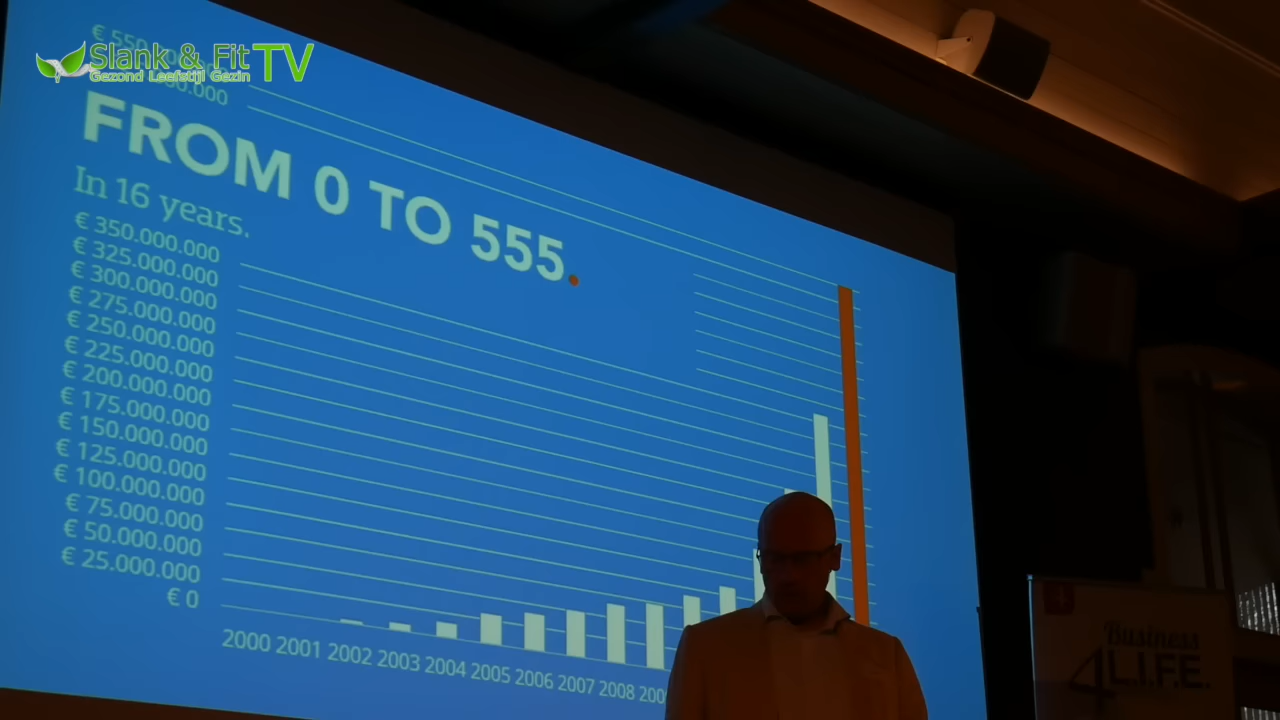 Slank & Fit TV
Gezond Leefstijl Gezin
FROM 0 TO 555.
In 16 years.
€ 350.000.000
€ 325.000.000
€ 300.000.000
€ 275.000.000
€ 250.000.000
€ 225.000.000
€ 200.000.000
€ 175.000.000
€ 150.000.000
€ 125.000.000
€ 100.000.000
€ 75.000.000
€ 50.000.000
€ 25.000.000
€ 0
2000 2001 2002 2003 2004 2005 2006 2007 2008
Business
4 L.I.F.E.